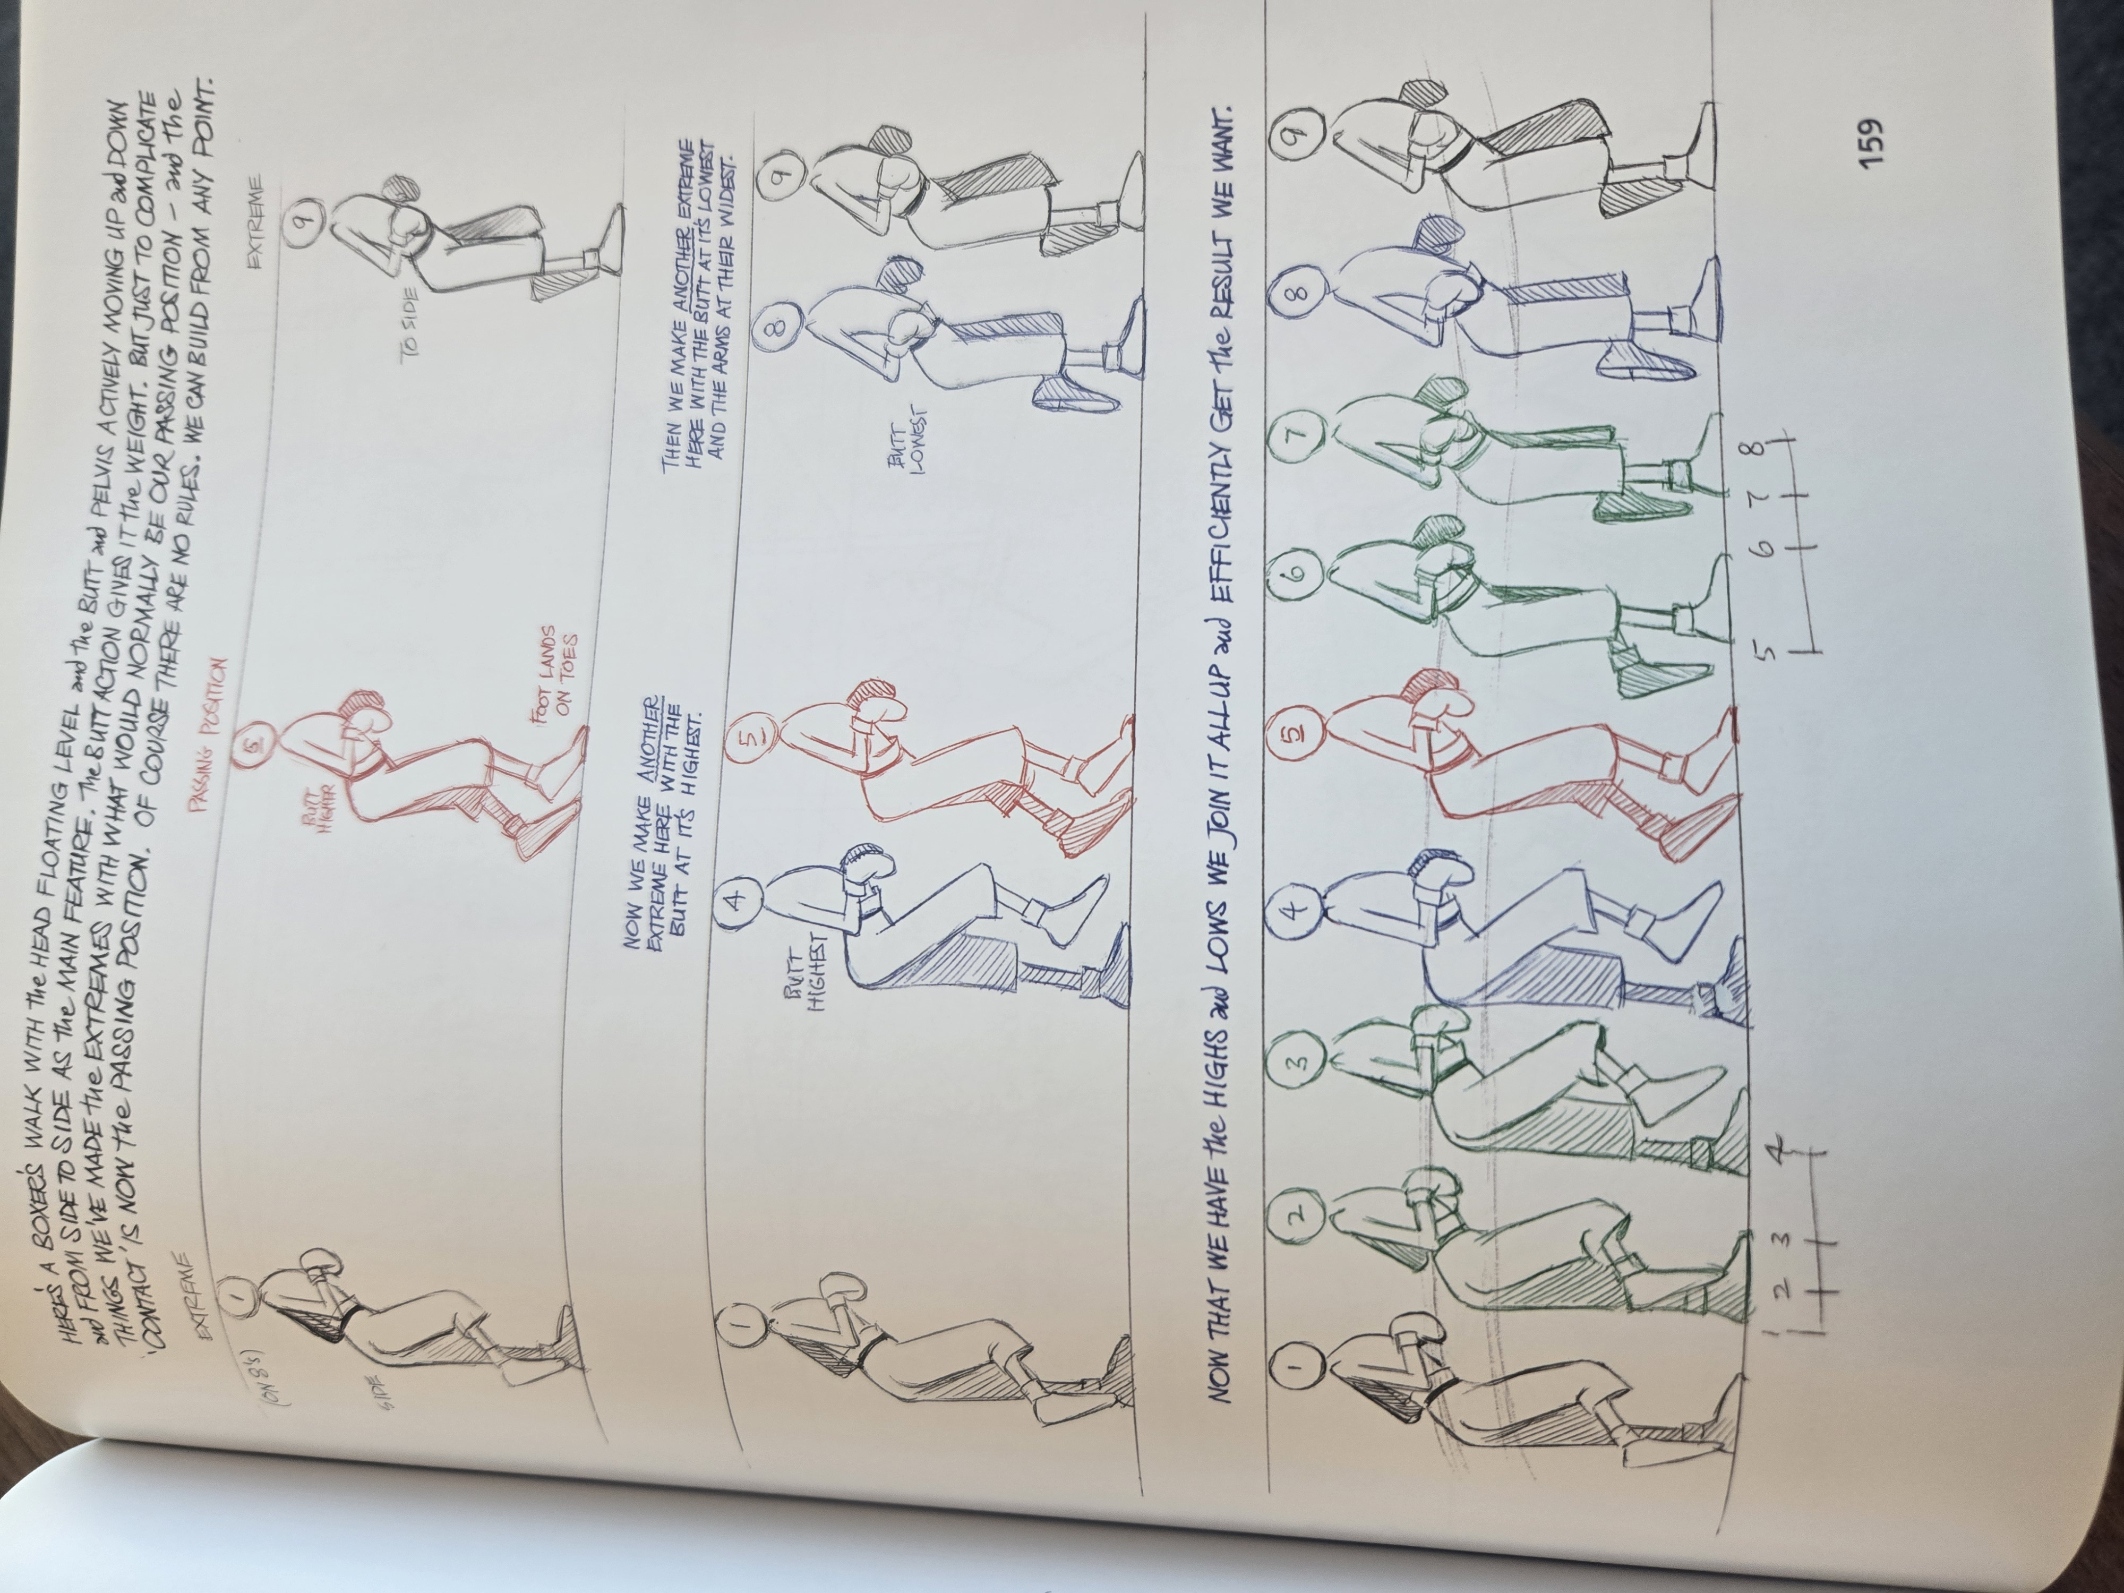 HERE'S A BOXER'S WALK WITH the HEAD FLOATING LEVEL and the BUTT and PELVIS ACTIVELY MOVING UP and DOWN
and FROM SIDE TO SIDE AS the MAIN FEATURE. The BUTT ACTION GIVES IT the WEIGHT. BUT JUST TO COMPLICATE
THINGS WE'VE MADE the EXTREMES WITH WHAT WOULD NORMALLY BE OUR PASSING POSITION – and the
'CONTACT' IS NOW the PASSING POSITION. OF COURSE THERE ARE NO RULES. WE CAN BUILD FROM ANY POINT.
EXTREME
PASSING POSITION
EXTREME
(ON 8's)
1
5
9
BUTT
HIGHER
SIDE
TO SIDE
FOOT LANDS
ON TOES
NOW WE MAKE ANOTHER
EXTREME HERE WITH THE
BUTT AT IT'S HIGHEST.
THEN WE MAKE ANOTHER EXTREME
HERE WITH THE BUTT AT IT'S LOWEST
AND THE ARMS AT THEIR WIDEST.
1
4
5
8
9
BUTT
HIGHEST
BUTT
LOWEST
NOW THAT WE HAVE the HIGHS and LOWS WE JOIN IT ALL UP and EFFICIENTLY GET the RESULT WE WANT.
1 2 3 4 5 6 7 8 9
1 2 3 4
5 6 7 8
159